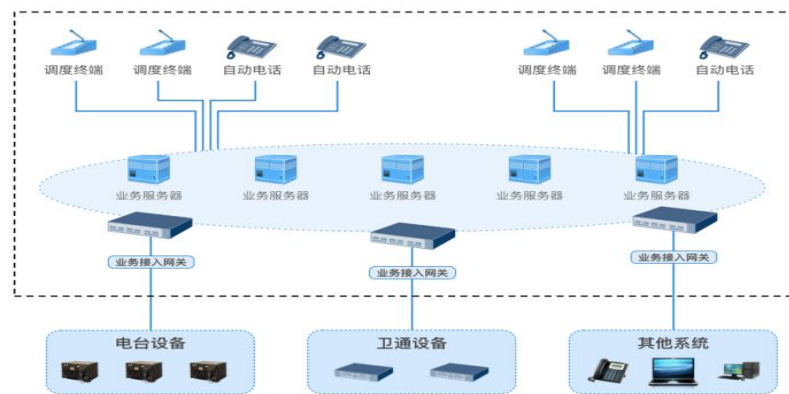 调度终端 调度终端 自动电话 自动电话 调度终端 调度终端 自动电话
业务服务器 业务服务器 业务服务器 业务服务器 业务服务器
业务接入网关 业务接入网关 业务接入网关
电台设备 卫通设备 其他系统